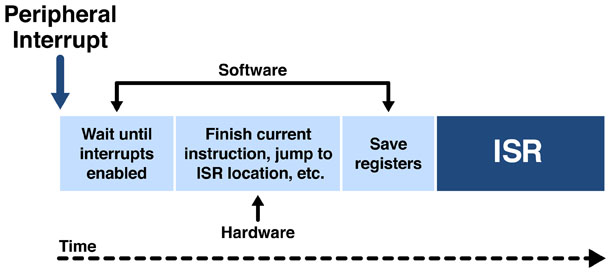 Peripheral
Interrupt
Software
Wait until
interrupts
enabled
Finish current
instruction, jump to
ISR location, etc.
Save
registers
ISR
Hardware
Time